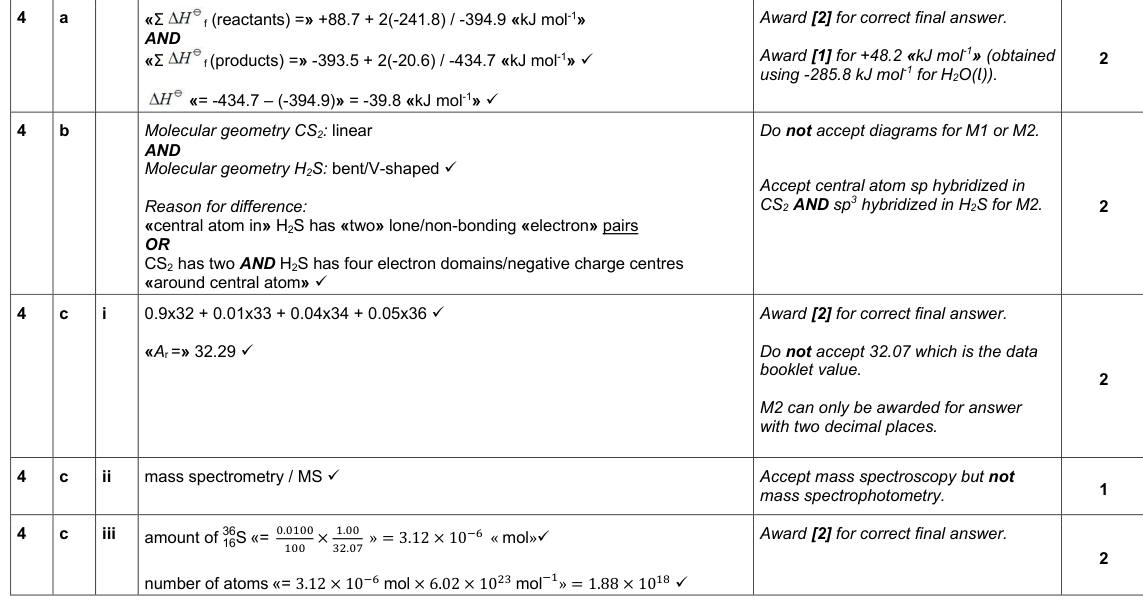 4 a «Σ ΔH⊖f (reactants) =» +88.7 + 2(-241.8) / -394.9 «kJ mol-1»
AND
«Σ ΔH⊖f (products) =» -393.5 + 2(-20.6) / -434.7 «kJ mol-1» ✓
ΔH⊖ «= -434.7 – (-394.9)» = -39.8 «kJ mol-1» ✓
Award [2] for correct final answer.
Award [1] for +48.2 «kJ mol-1» (obtained
using -285.8 kJ mol-1 for H2O(l)).
2
4 b Molecular geometry CS2: linear
AND
Molecular geometry H2S: bent/V-shaped ✓
Reason for difference:
«central atom in» H2S has «two» lone/non-bonding «electron» pairs
OR
CS2 has two AND H2S has four electron domains/negative charge centres
«around central atom» ✓
Do not accept diagrams for M1 or M2.
Accept central atom sp hybridized in
CS2 AND sp3 hybridized in H2S for M2.
2
4 c i 0.9x32 + 0.01x33 + 0.04x34 + 0.05x36 ✓
«Ar =» 32.29 ✓
Award [2] for correct final answer.
Do not accept 32.07 which is the data
booklet value.
M2 can only be awarded for answer
with two decimal places.
2
4 c ii mass spectrometry / MS ✓
Accept mass spectroscopy but not
mass spectrophotometry.
1
4 c iii amount of 36 16 S «= 0.0100/100 × 1.00/32.07 » = 3.12 × 10−6 « mol»✓
number of atoms «= 3.12 × 10−6 mol × 6.02 × 1023 mol−1» = 1.88 × 1018 ✓
Award [2] for correct final answer.
2